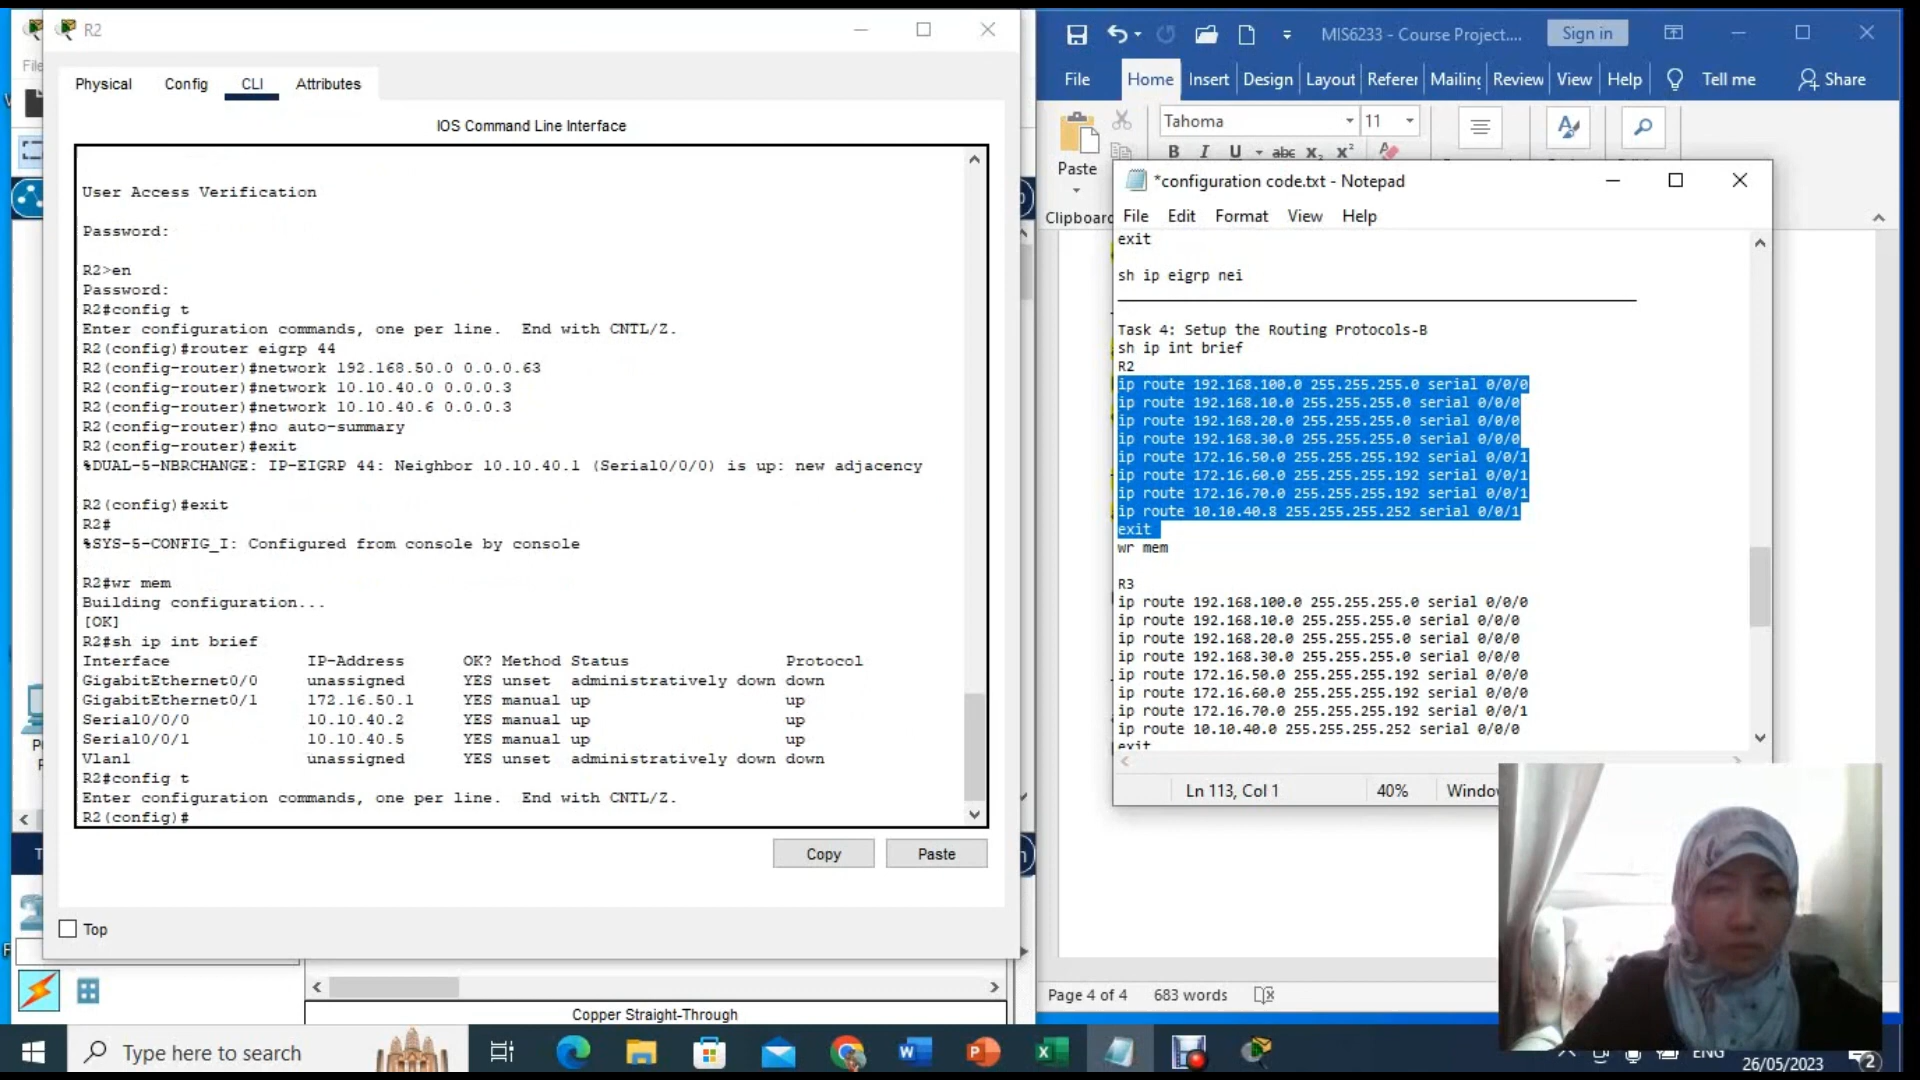 R2
Physical
Config
CLI
Attributes
IOS Command Line Interface
User Access Verification
Password:
R2>en
Password:
R2#config t
Enter configuration commands, one per line.  End with CNTL/Z.
R2(config)#router eigrp 44
R2(config-router)#network 192.168.50.0 0.0.0.63
R2(config-router)#network 10.10.40.0 0.0.0.3
R2(config-router)#network 10.10.40.6 0.0.0.3
R2(config-router)#no auto-summary
R2(config-router)#exit
%DUAL-5-NBRCHANGE: IP-EIGRP 44: Neighbor 10.10.40.1 (Serial0/0/0) is up: new adjacency
R2(config)#exit
R2#
%SYS-5-CONFIG_I: Configured from console by console
R2#wr mem
Building configuration...
[OK]
R2#sh ip int brief
Interface IP-Address OK? Method Status Protocol
GigabitEthernet0/0 unassigned YES unset administratively down down
GigabitEthernet0/1 172.16.50.1 YES manual up up
Serial0/0/0 10.10.40.2 YES manual up up
Serial0/0/1 10.10.40.5 YES manual up up
Vlan1 unassigned YES unset administratively down down
R2#config t
Enter configuration commands, one per line.  End with CNTL/Z.
R2(config)#
Copy
Paste
Top
Copper Straight-Through
MIS6233 - Course Project....
Sign in
File Home Insert Design Layout Referer Mailing Review View Help Tell me Share
Paste
Clipboard
Tahoma
11
B I U abc x₂ x²
*configuration code.txt - Notepad
File Edit Format View Help
exit
sh ip eigrp nei
Task 4: Setup the Routing Protocols-B
sh ip int brief
R2
ip route 192.168.100.0 255.255.255.0 serial 0/0/0
ip route 192.168.10.0 255.255.255.0 serial 0/0/0
ip route 192.168.20.0 255.255.255.0 serial 0/0/0
ip route 192.168.30.0 255.255.255.0 serial 0/0/0
ip route 172.16.50.0 255.255.255.192 serial 0/0/1
ip route 172.16.60.0 255.255.255.192 serial 0/0/1
ip route 172.16.70.0 255.255.255.192 serial 0/0/1
ip route 10.10.40.8 255.255.255.252 serial 0/0/1
exit
wr mem
R3
ip route 192.168.100.0 255.255.255.0 serial 0/0/0
ip route 192.168.10.0 255.255.255.0 serial 0/0/0
ip route 192.168.20.0 255.255.255.0 serial 0/0/0
ip route 192.168.30.0 255.255.255.0 serial 0/0/0
ip route 172.16.50.0 255.255.255.192 serial 0/0/0
ip route 172.16.60.0 255.255.255.192 serial 0/0/0
ip route 172.16.70.0 255.255.255.192 serial 0/0/1
ip route 10.10.40.0 255.255.255.252 serial 0/0/0
exit
Ln 113, Col 1
40%
Window
Page 4 of 4
683 words
Type here to search
ENG
26/05/2023
2